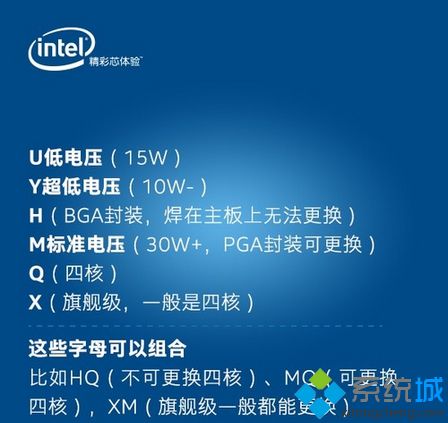 intel
精彩芯体验™
U低电压（15W）
Y超低电压（10W-）
H（BGA封装，焊在主板上无法更换）
M标准电压（30W+，PGA封装可更换）
Q（四核）
X（旗舰级，一般是四核）
这些字母可以组合
比如HQ（不可更换四核）、MQ（可更换
四核），XM（旗舰级一般都能更换
系统城